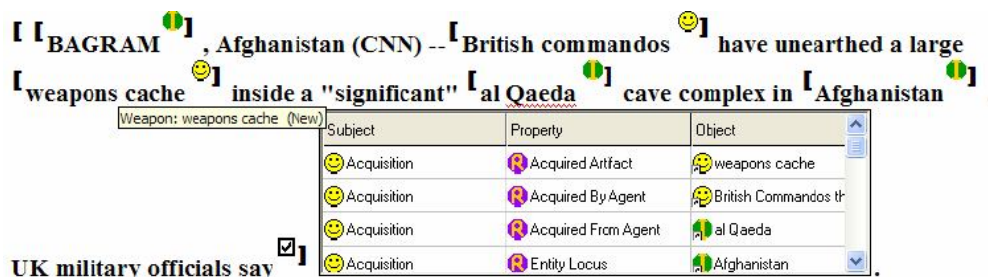 [ [BAGRAM ] , Afghanistan (CNN) --[British commandos ] have unearthed a large
[weapons cache ] inside a "significant" [al Qaeda ] cave complex in [Afghanistan ]
Weapon: weapons cache (New)
Subject Property Object
Acquisition Acquired Artifact weapons cache
Acquisition Acquired By Agent British Commandos th
Acquisition Acquired From Agent al Qaeda
Acquisition Entity Locus Afghanistan
UK military officials say ] .